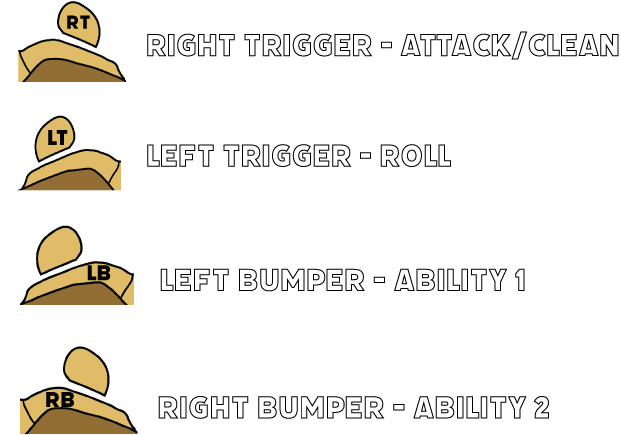 RT
RIGHT TRIGGER - ATTACK/CLEAN
LT
LEFT TRIGGER - ROLL
LB
LEFT BUMPER - ABILITY 1
RB
RIGHT BUMPER - ABILITY 2